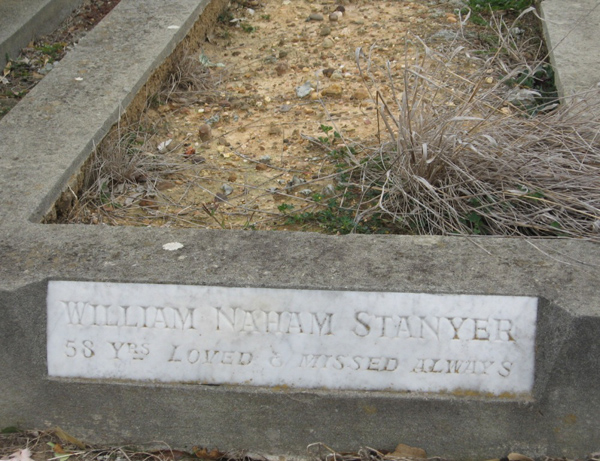 WILLIAM NAHAM STANYER
58 YRS LOVED & MISSED ALWAYS